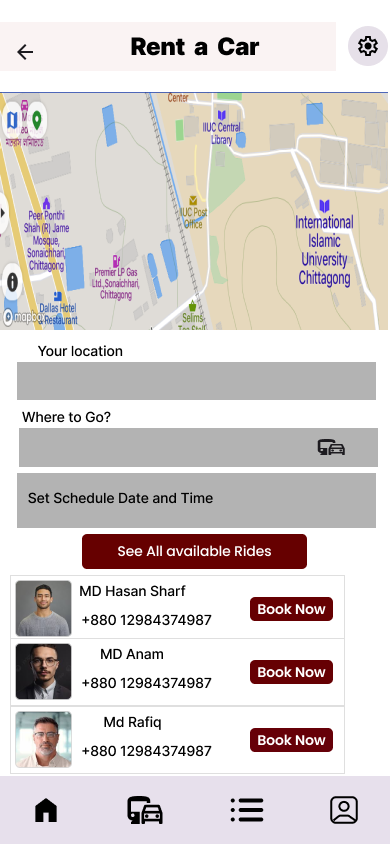 Rent a Car
Center
IIUC Central
Library
Peer Ponthi
Shah (R) Jame
Mosque,
Sonaichhari,
Chittagong
IIUC Post
Office
International
Islamic
University
Chittagong
Premier LP Gas
Ltd.,Sonaichhari,
Chittagong
Dallas Hotel
& Restaurant
Selims
mapbox
Your location
Where to Go?
Set Schedule Date and Time
See All available Rides
MD Hasan Sharf
+880 12984374987
Book Now
MD Anam
+880 12984374987
Book Now
Md Rafiq
+880 12984374987
Book Now